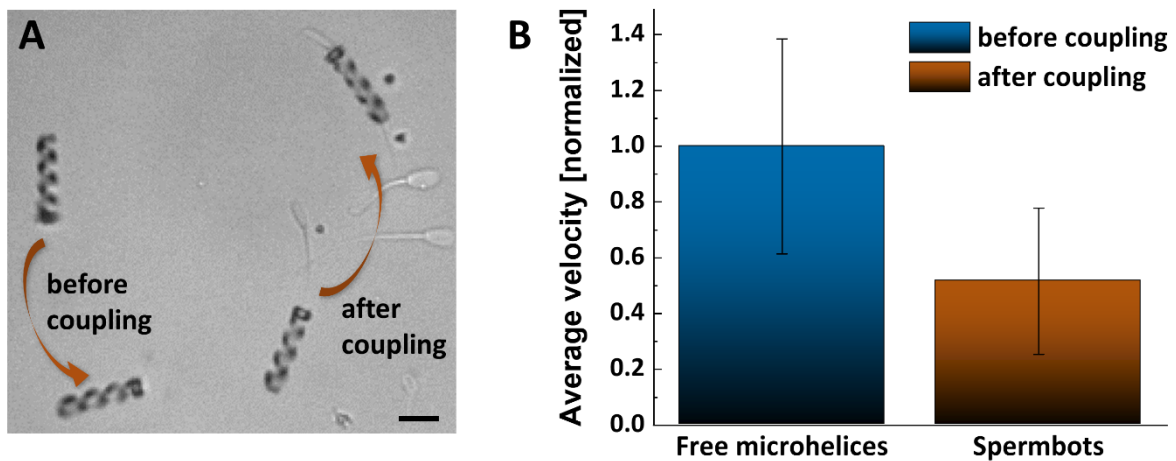 A
before
coupling
after
coupling
B
Average velocity [normalized]
1.4
1.2
1.0
0.8
0.6
0.4
0.2
0.0
before coupling
after coupling
Free microhelices
Spermbots